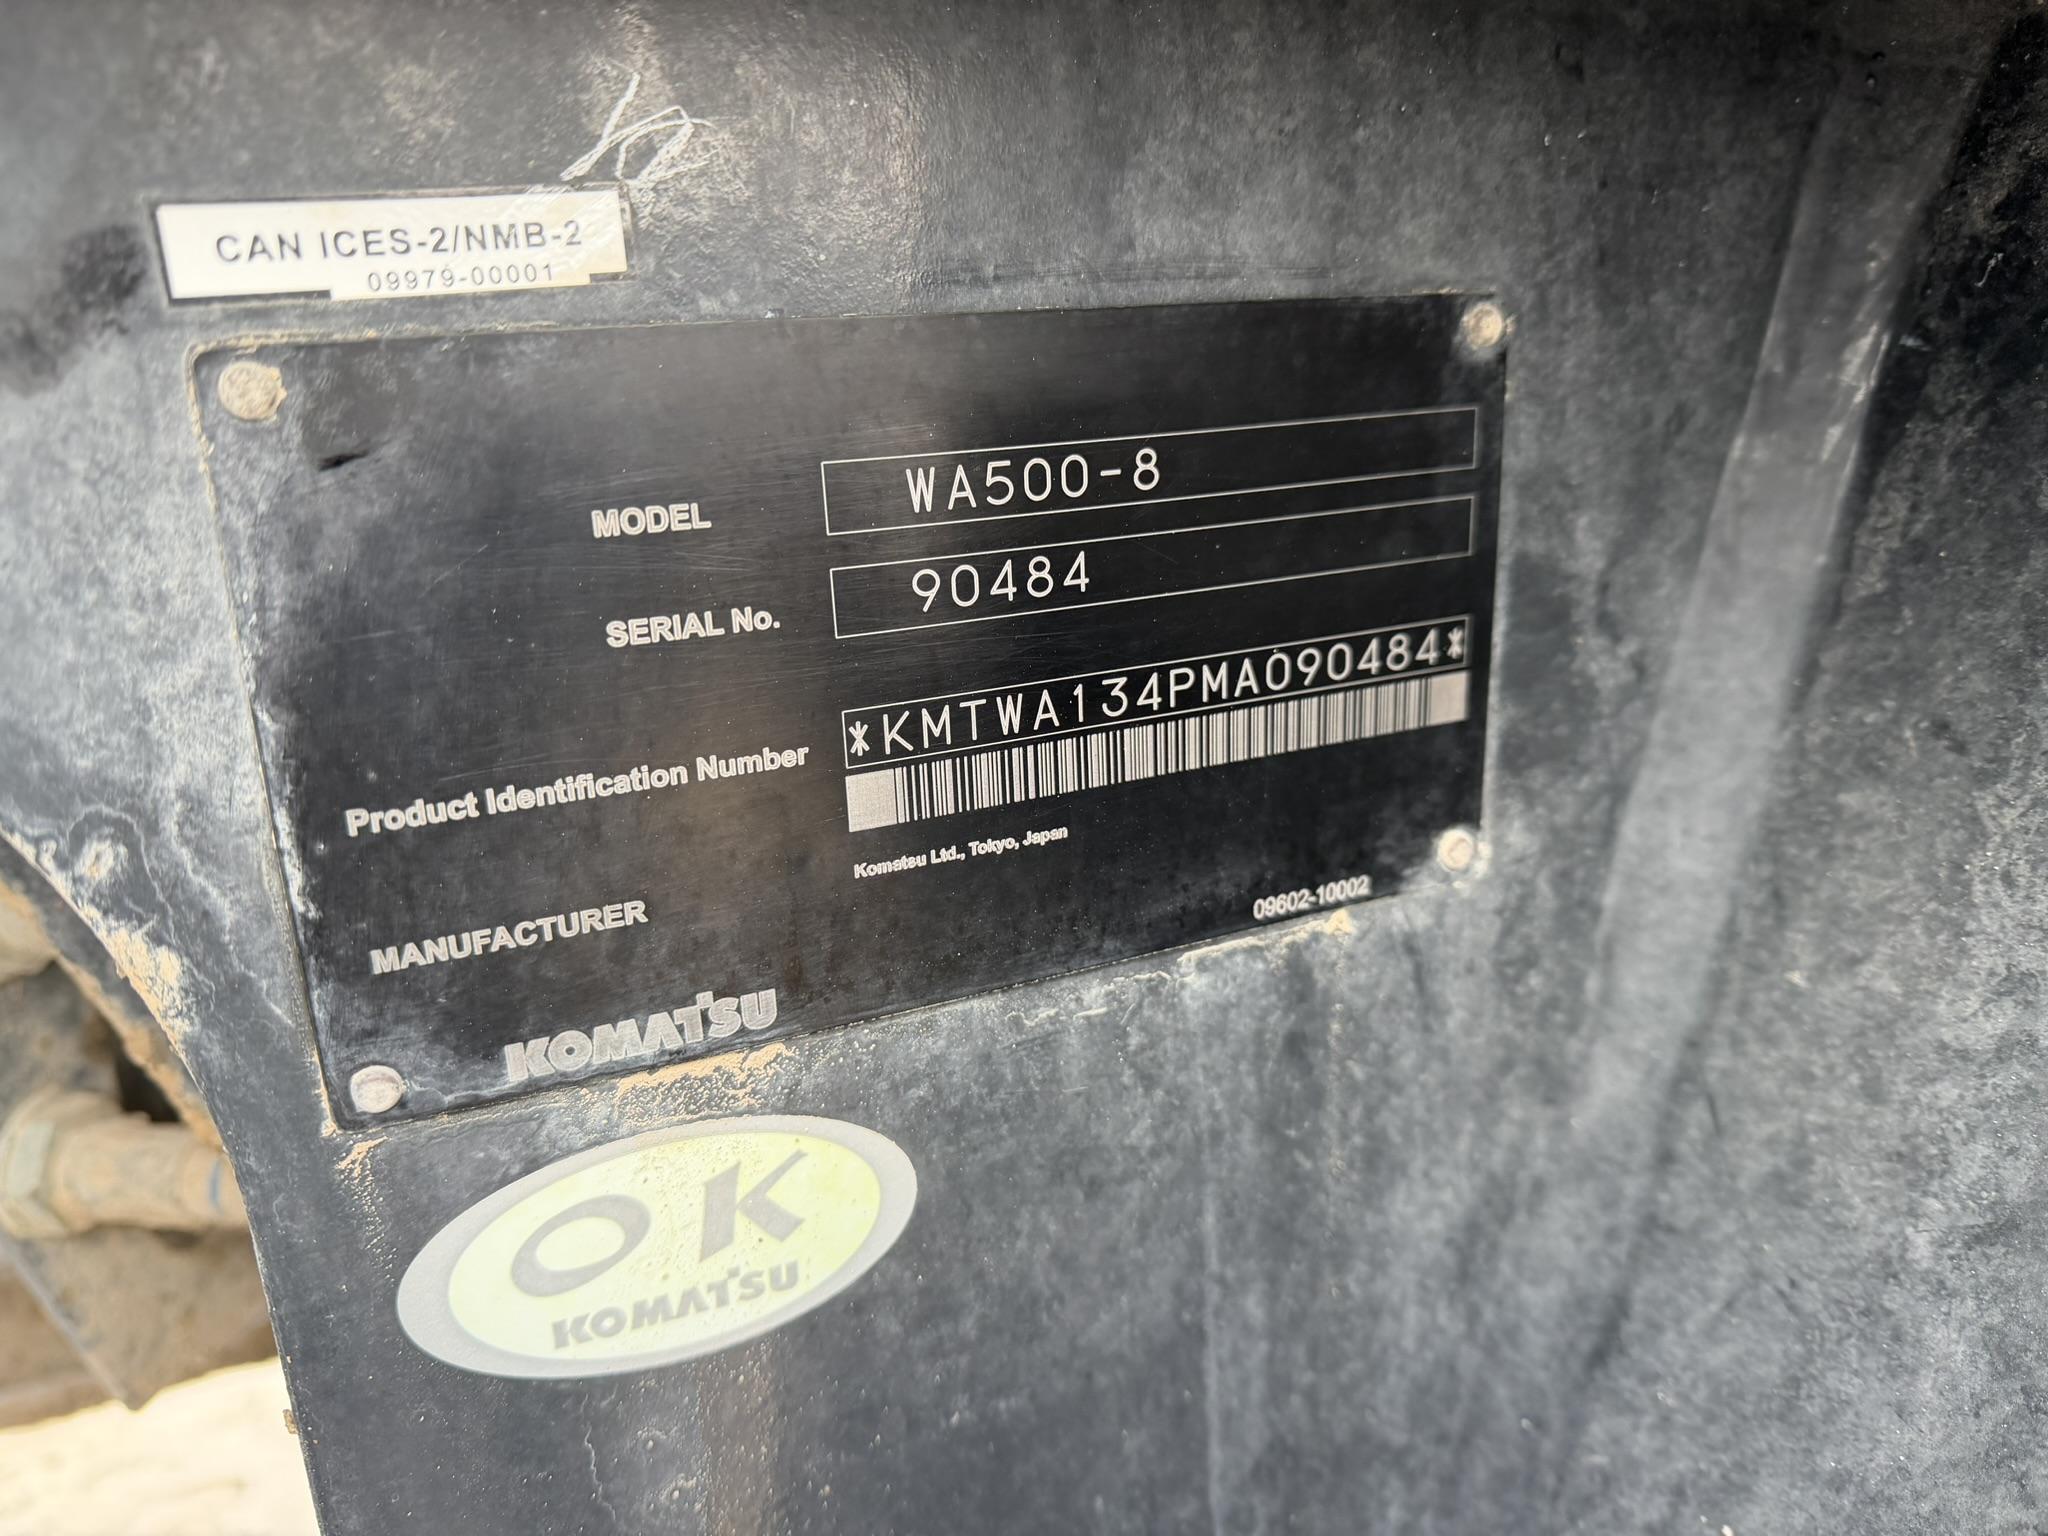 CAN ICES-2/NMB-2
09979-00001
MODEL WA500-8
SERIAL No. 90484
Product Identification Number *KMTWA134PMA090484*
MANUFACTURER Komatsu Ltd., Tokyo, Japan
09602-10002
KOMATSU
OK
KOMATSU